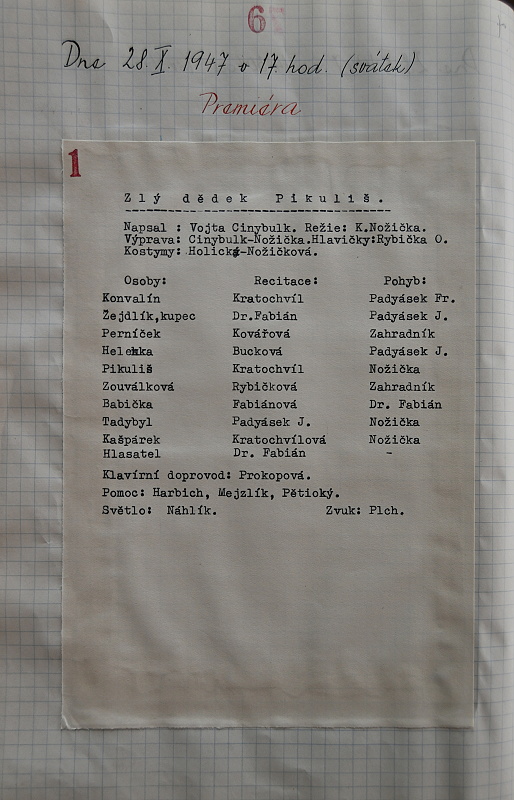 6
Dne 28. X. 1947 v 17. hod. (svátek)
Premiéra
1
Zlý dědek Pikuliš.
Napsal : Vojta Cinybulk. Režie: K.Nožička.
Výprava: Cinybulk-Nožička.Hlavičky:Rybička O.
Kostymy: Holická-Nožičková.
Osoby: Recitace: Pohyb:
Konvalín Kratochvíl Padyásek Fr.
Žejdlík,kupec Dr.Fabián Padyásek J.
Perníček Kovářová Zahradník
Helenka Bucková Padyásek J.
Pikuliš Kratochvíl Nožička
Zouválková Rybičková Zahradník
Babička Fabiánová Dr. Fabián
Tadybyl Padyásek J. Nožička
Kašpárek Kratochvílová Nožička
Hlasatel Dr. Fabián -
Klavírní doprovod: Prokopová.
Pomoc: Harbich, Mejzlík, Pětioký.
Světlo: Náhlík. Zvuk: Plch.